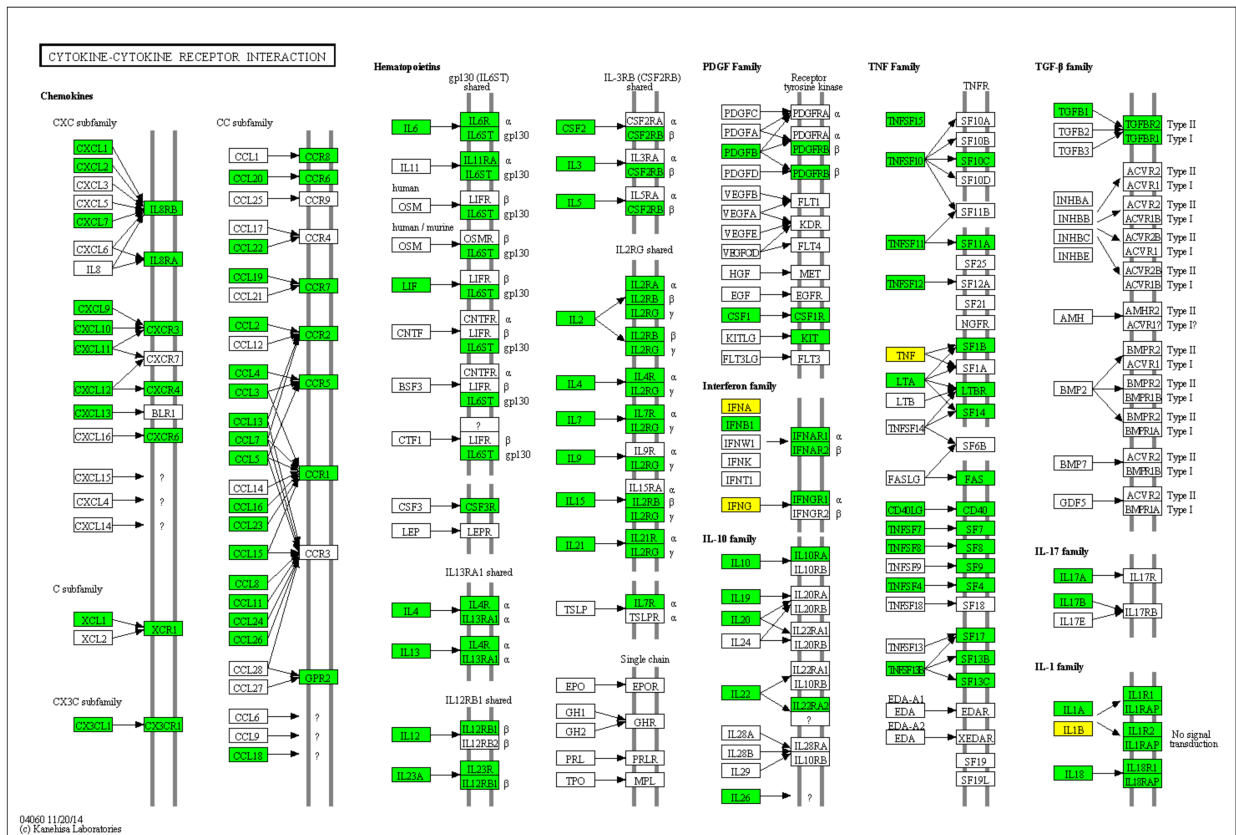 CYTOKINE-CYTOKINE RECEPTOR INTERACTION
Chemokines
CXC subfamily
CXCL1
CXCL2
CXCL3
CXCL5
CXCL7
CXCL6
IL8
IL8RB
IL8RA
CXCL9
CXCL10
CXCL11
CXCR3
CXCR7
CXCL12
CXCR4
CXCL13
BLR1
CXCL16
CXCR6
CXCL15
?
CXCL4
?
CXCL14
?
C subfamily
XCL1
XCL2
XCR1
CX3C subfamily
CX3CL1
CX3CR1
CC subfamily
CCL1
CCR8
CCL20
CCR6
CCL25
CCR9
CCL17
CCL22
CCR4
CCL19
CCL21
CCR7
CCL2
CCL12
CCR2
CCL4
CCL3
CCR5
CCL13
CCL7
CCL5
CCL14
CCL16
CCL23
CCR1
CCL15
CCR3
CCL8
CCL11
CCL24
CCL26
CCL28
CCL27
GPR2
CCL6
?
CCL9
?
CCL18
?
Hematopoietins
gp130 (IL6ST)
shared
IL6
IL6R α
IL6ST gp130
IL11
IL11RA α
IL6ST gp130
human
OSM
LIFR β
IL6ST gp130
human / murine
OSM
OSMR β
IL6ST gp130
LIF
LIFR β
IL6ST gp130
CNTF
CNTFR α
LIFR β
IL6ST gp130
BSF3
CNTFR α
LIFR β
IL6ST gp130
CTF1
?
LIFR β
IL6ST gp130
CSF3
CSF3R
LEP
LEPR
IL13RA1 shared
IL4
IL4R α
IL13RA1 α
IL13
IL4R α
IL13RA1 α
IL12RB1 shared
IL12
IL12RB1 β
IL12RB2 β
IL23A
IL23R
IL12RB1 β
IL-3RB (CSF2RB)
shared
CSF2
CSF2RA α
CSF2RB β
IL3
IL3RA α
CSF2RB β
IL5
IL5RA α
CSF2RB β
IL2RG shared
IL2
IL2RA α
IL2RB β
IL2RG γ
IL2RB β
IL2RG γ
IL4
IL4R α
IL2RG γ
IL7
IL7R α
IL2RG γ
IL9
IL9R α
IL2RG γ
IL15
IL15RA α
IL2RB β
IL2RG γ
IL21
IL21R α
IL2RG γ
TSLP
IL7R α
TSLPR α
Single chain
EPO
EPOR
GH1
GH2
GHR
PRL
PRLR
TPO
MPL
PDGF Family
Receptor
tyrosine kinase
PDGFC
PDGFA
PDGFB
PDGFD
PDGFRA α
PDGFRA α
PDGFRB β
PDGFRB β
VEGFB
VEGFA
VEGFE
VEGFCD
FLT1
KDR
FLT4
HGF
MET
EGF
EGFR
CSF1
CSF1R
KITLG
KIT
FLT3LG
FLT3
Interferon family
IFNA
IFNB1
IFNW1
IFNK
IFNT1
IFNAR1 α
IFNAR2 β
IFNG
IFNGR1 α
IFNGR2 β
IL-10 family
IL10
IL10RA
IL10RB
IL19
IL20
IL24
IL20RA
IL20RB
IL22RA1
IL20RB
IL22
IL22RA1
IL10RB
IL22RA2
?
IL28A
IL28B
IL29
IL28RA
IL10RB
IL26
?
TNF Family
TNFR
TNFSF15
TNFSF10
SF10A
SF10B
SF10C
SF10D
SF11B
TNFSF11
SF11A
SF25
TNFSF12
SF12A
SF21
NGFR
TNF
SF1B
SF1A
LTA
LTB
LTBR
SF14
TNFSF14
SF6B
FASLG
FAS
CD40LG
CD40
TNFSF7
SF7
TNFSF8
SF8
TNFSF9
SF9
TNFSF4
SF4
TNFSF18
SF18
TNFSF13
TNFSF13B
SF17
SF13B
SF13C
EDA-A1
EDA
EDAR
EDA-A2
EDA
XEDAR
SF19
SF19L
TGF-β family
TGFB1
TGFB2
TGFB3
TGFBR2 Type II
TGFBR1 Type I
INHBA
INHBB
INHBC
INHBE
ACVR2 Type II
ACVR1 Type I
ACVR2 Type II
ACVR1B Type I
ACVR2B Type II
ACVR1 Type I
ACVR2B Type II
ACVR1B Type I
AMH
AMHR2 Type II
ACVR1? Type I?
BMP2
BMPR2 Type II
ACVR1 Type I
BMPR2 Type II
BMPR1B Type I
BMPR2 Type II
BMPR1A Type I
BMP7
ACVR2 Type II
BMPR1B Type I
GDF5
ACVR2 Type II
BMPR1A Type I
IL-17 family
IL17A
IL17R
IL17B
IL17E
IL17RB
IL-1 family
IL1A
IL1B
IL1R1
IL1RAP
IL1R2
IL1RAP
No signal
transduction
IL18
IL18R1
IL18RAP
04060 11/20/14
(c) Kanehisa Laboratories